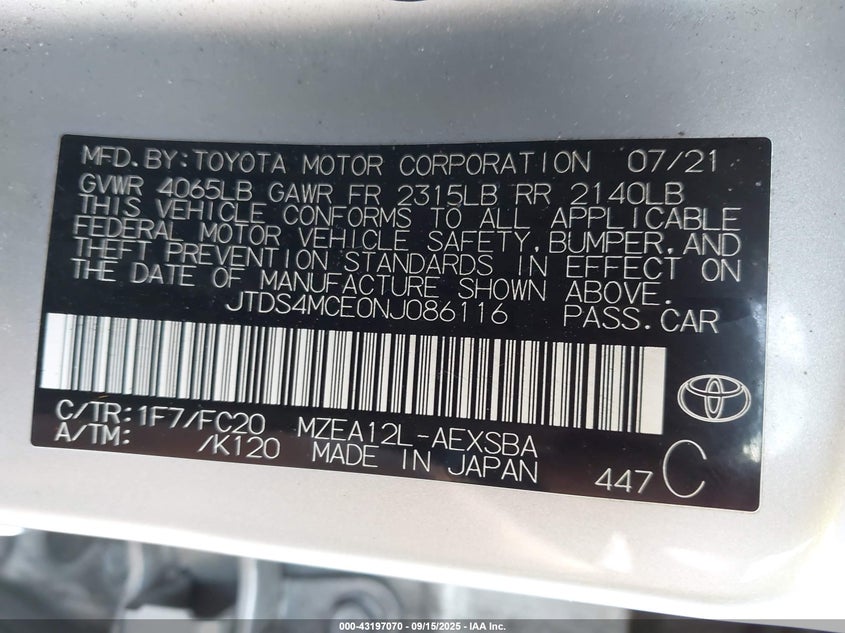 MFD.BY:TOYOTA MOTOR CORPORATION 07/21
GVWR 4065LB GAWR FR 2315LB RR 2140LB
THIS VEHICLE CONFORMS TO ALL APPLICABLE
FEDERAL MOTOR VEHICLE SAFETY,BUMPER,AND
THEFT PREVENTION STANDARDS IN EFFECT ON
THE DATE OF MANUFACTURE SHOWN ABOVE.
JTDS4MCE0NJ086116 PASS.CAR
C/TR:1F7/FC20 MZEA12L-AEXSBA
A/TM: /K120 MADE IN JAPAN
447 C
000-43197070 - 09/15/2025 - IAA Inc.